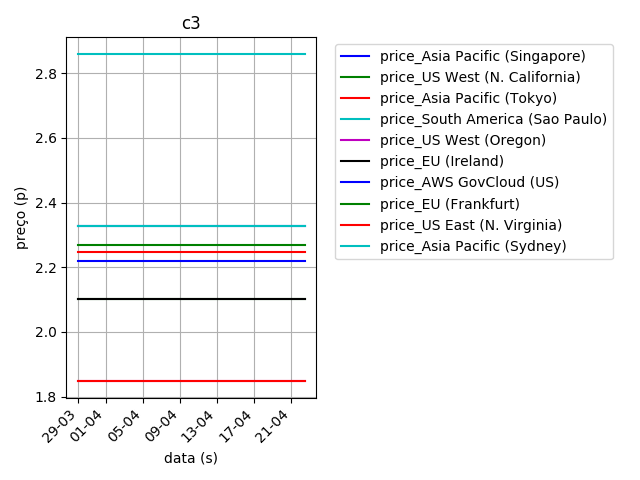 c3
preço (p)
2.8
2.6
2.4
2.2
2.0
1.8
29-03
01-04
05-04
09-04
13-04
17-04
21-04
data (s)
price_Asia Pacific (Singapore)
price_US West (N. California)
price_Asia Pacific (Tokyo)
price_South America (Sao Paulo)
price_US West (Oregon)
price_EU (Ireland)
price_AWS GovCloud (US)
price_EU (Frankfurt)
price_US East (N. Virginia)
price_Asia Pacific (Sydney)